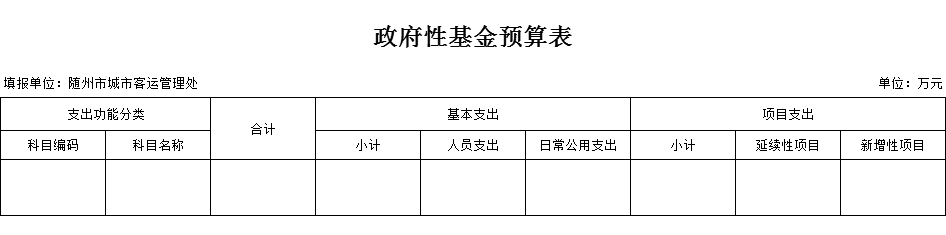 政府性基金预算表
填报单位：随州市城市客运管理处 单位：万元
支出功能分类 合计 基本支出 项目支出
科目编码 科目名称 小计 人员支出 日常公用支出 小计 延续性项目 新增性项目